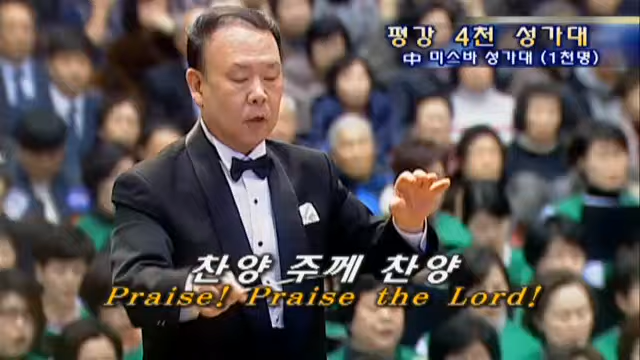 평강 4천 성가대
中 미스바 성가대 (1천명)
찬양 주께 찬양
Praise! Praise the Lord!